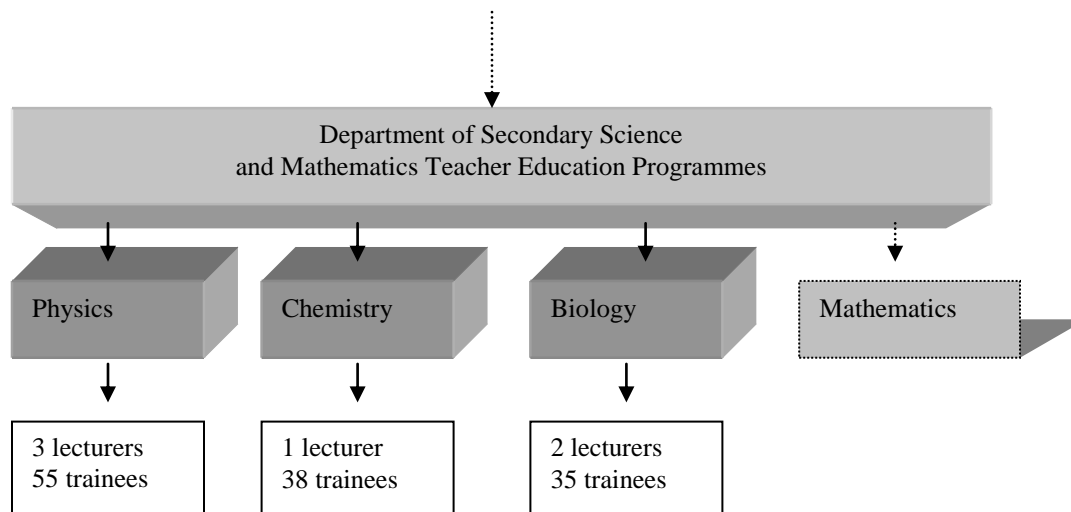 Department of Secondary Science
and Mathematics Teacher Education Programmes
Physics
Chemistry
Biology
Mathematics
3 lecturers
55 trainees
1 lecturer
38 trainees
2 lecturers
35 trainees